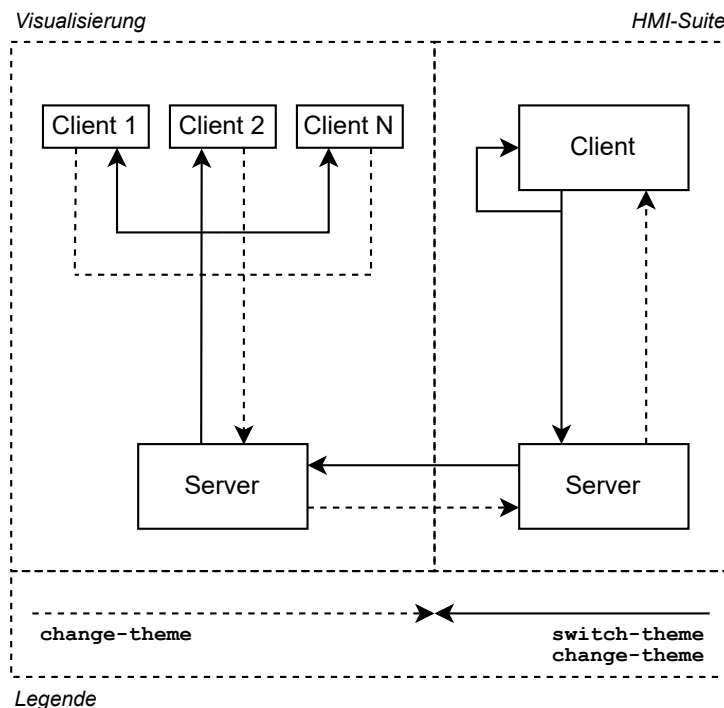 Visualisierung
HMI-Suite
Client 1
Client 2
Client N
Client
Server
Server
change-theme
switch-theme
change-theme
Legende